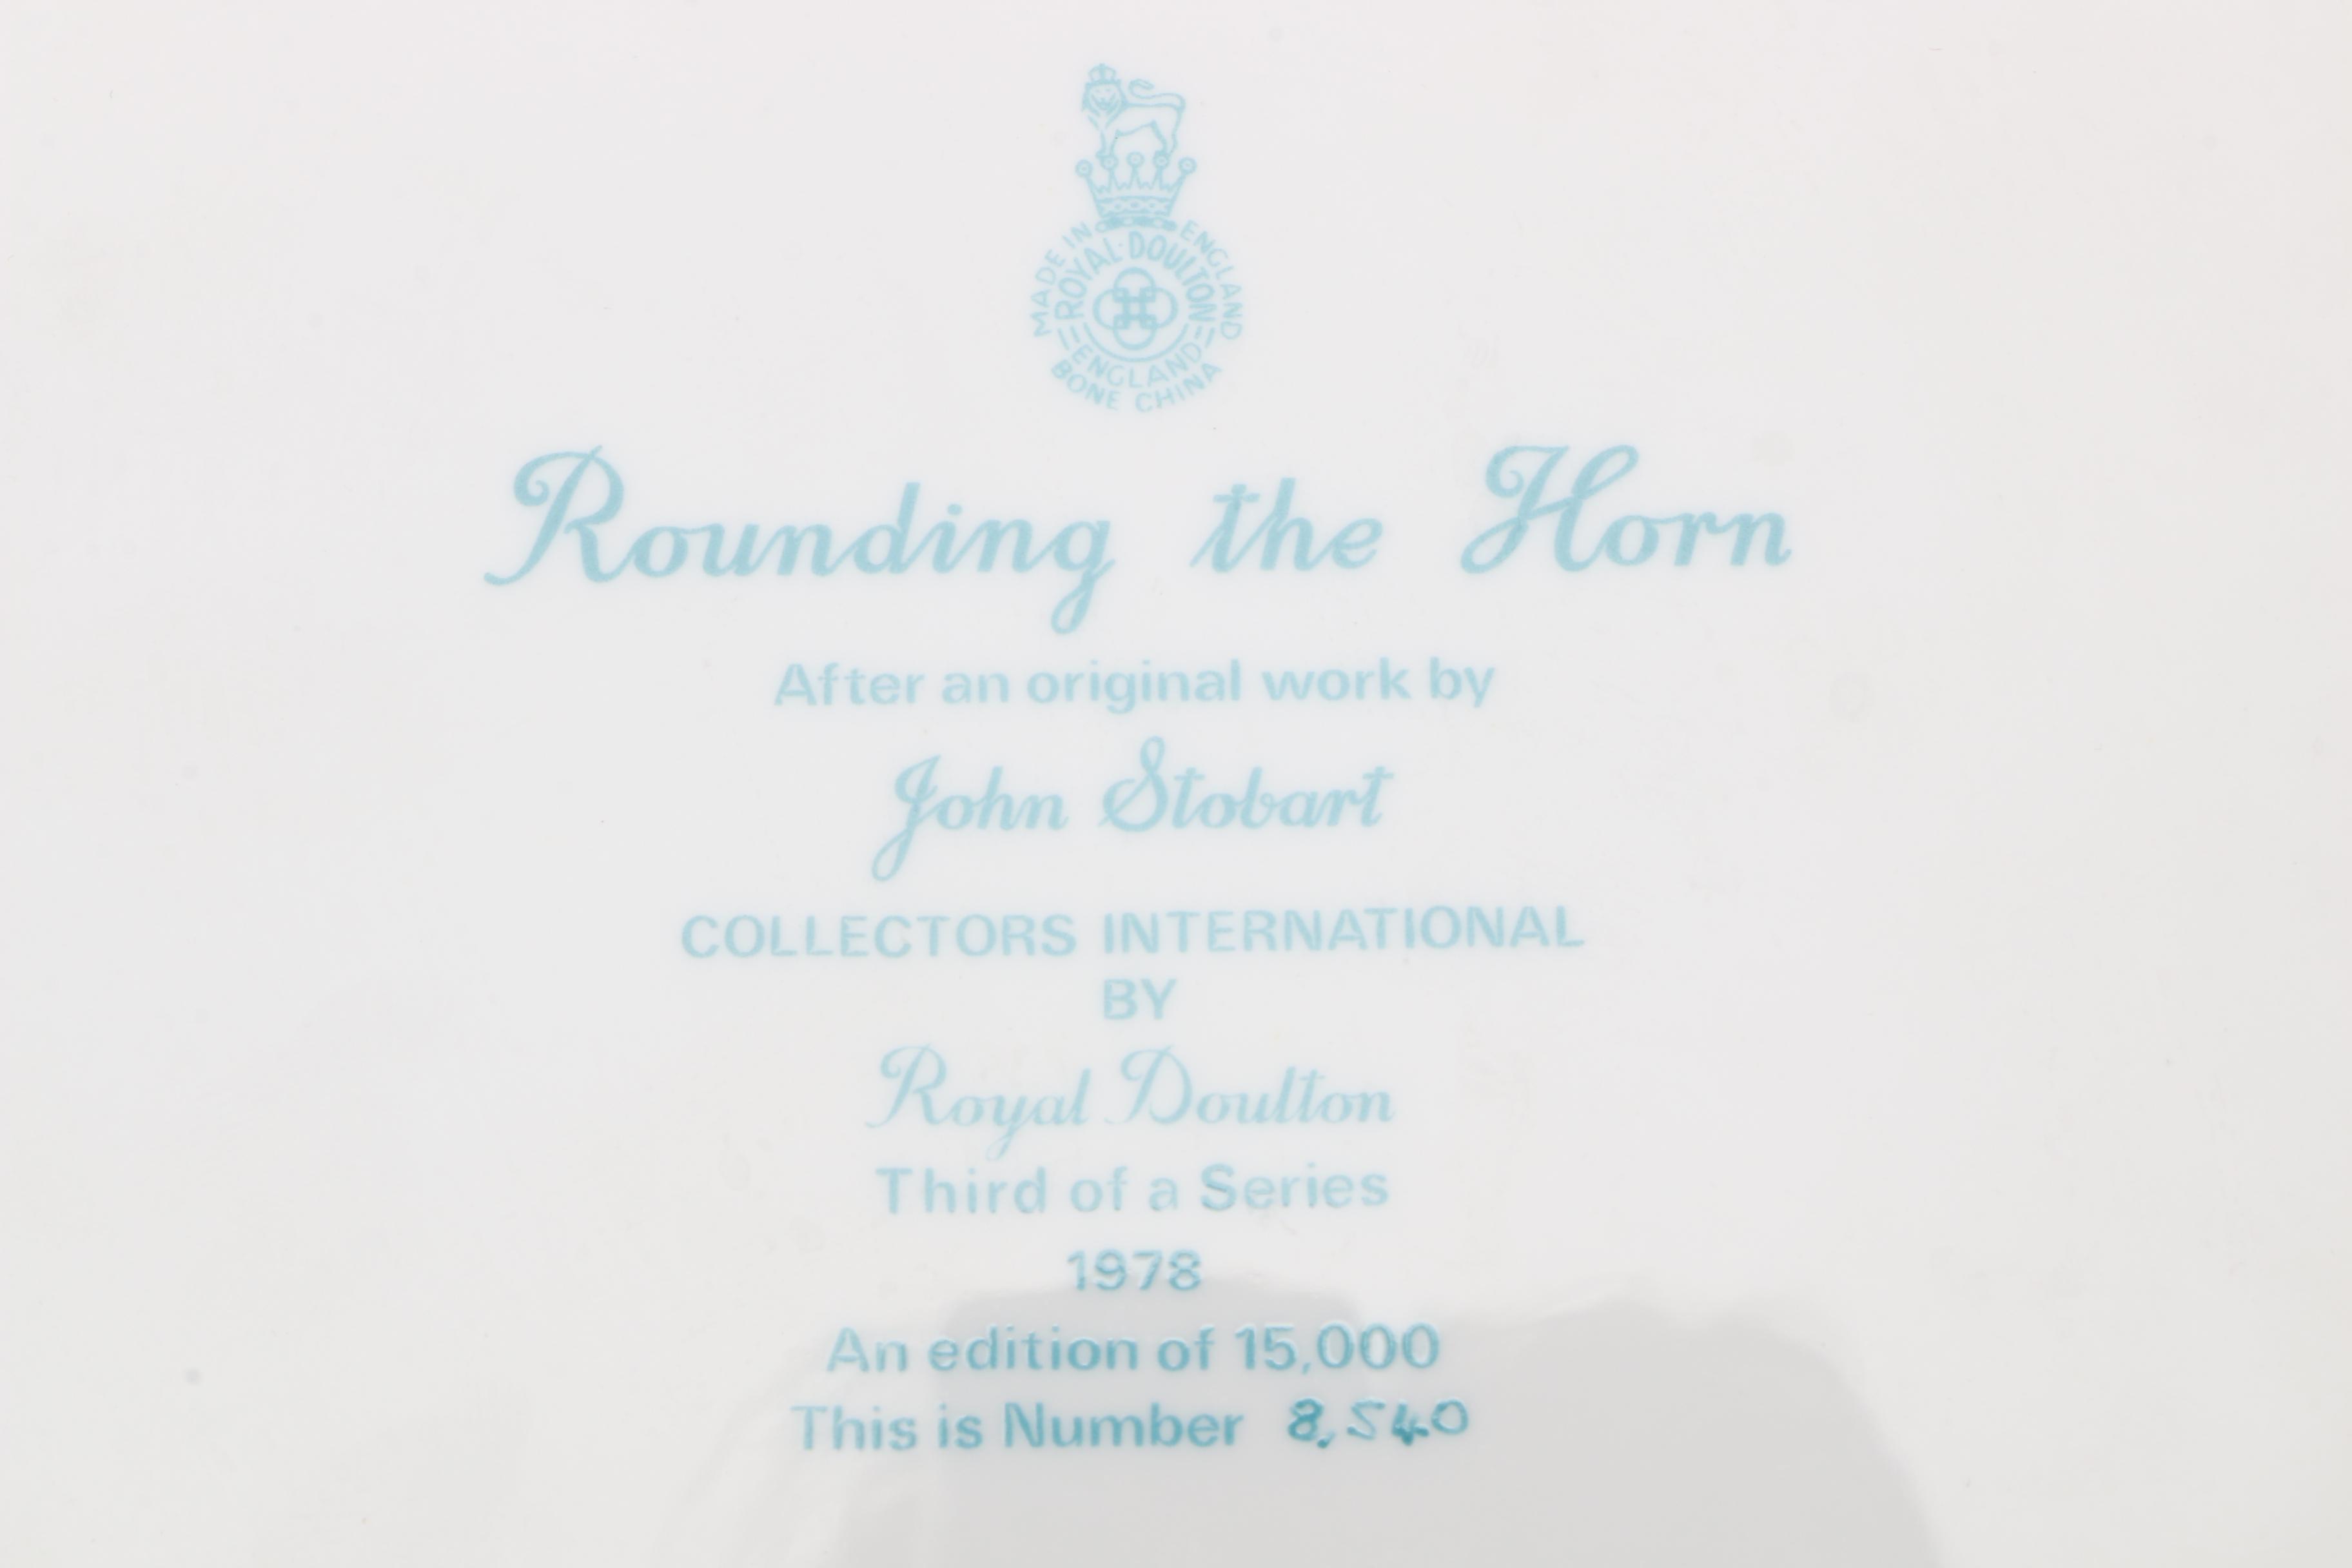 MADE IN ENGLAND
ROYAL·DOULTON
ENGLAND
BONE CHINA
Rounding the Horn
After an original work by
John Stobart
COLLECTORS INTERNATIONAL
BY
Royal Doulton
Third of a Series
1978
An edition of 15,000
This is Number 8,540